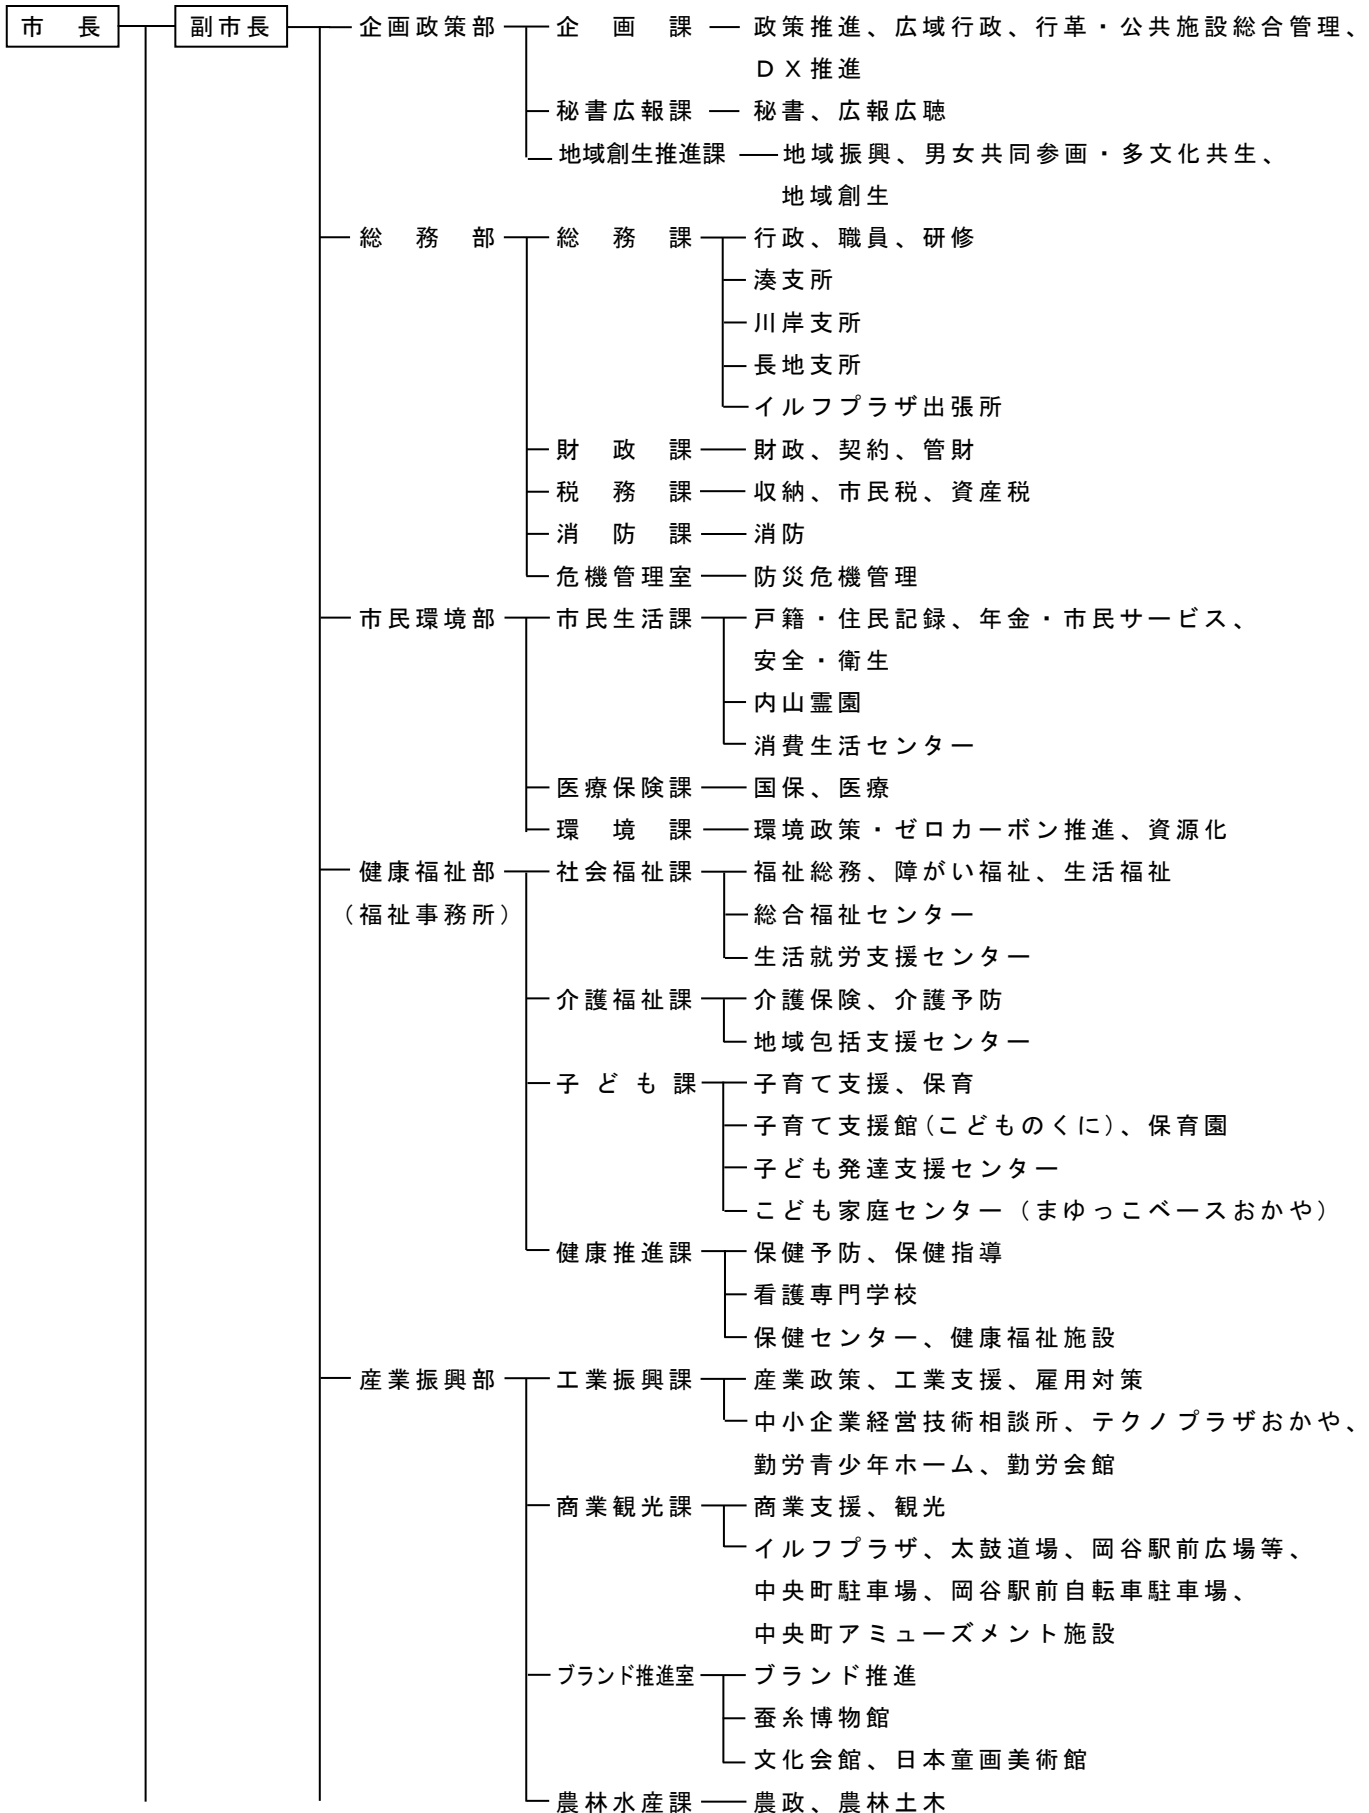 市　長　副市長　企画政策部　企　画　課　政策推進、広域行政、行革・公共施設総合管理、
ＤＸ推進
秘書広報課　秘書、広報広聴
地域創生推進課　地域振興、男女共同参画・多文化共生、
地域創生
総　務　部　総　務　課　行政、職員、研修
湊支所
川岸支所
長地支所
イルフプラザ出張所
財　政　課　財政、契約、管財
税　務　課　収納、市民税、資産税
消　防　課　消防
危機管理室　防災危機管理
市民環境部　市民生活課　戸籍・住民記録、年金・市民サービス、
安全・衛生
内山霊園
消費生活センター
医療保険課　国保、医療
環　境　課　環境政策・ゼロカーボン推進、資源化
健康福祉部　社会福祉課　福祉総務、障がい福祉、生活福祉
（福祉事務所）　総合福祉センター
生活就労支援センター
介護福祉課　介護保険、介護予防
地域包括支援センター
子ども課　子育て支援、保育
子育て支援館(こどものくに)、保育園
子ども発達支援センター
こども家庭センター（まゆっこベースおかや）
健康推進課　保健予防、保健指導
看護専門学校
保健センター、健康福祉施設
産業振興部　工業振興課　産業政策、工業支援、雇用対策
中小企業経営技術相談所、テクノプラザおかや、
勤労青少年ホーム、勤労会館
商業観光課　商業支援、観光
イルフプラザ、太鼓道場、岡谷駅前広場等、
中央町駐車場、岡谷駅前自転車駐車場、
中央町アミューズメント施設
ブランド推進室　ブランド推進
蚕糸博物館
文化会館、日本童画美術館
農林水産課　農政、農林土木